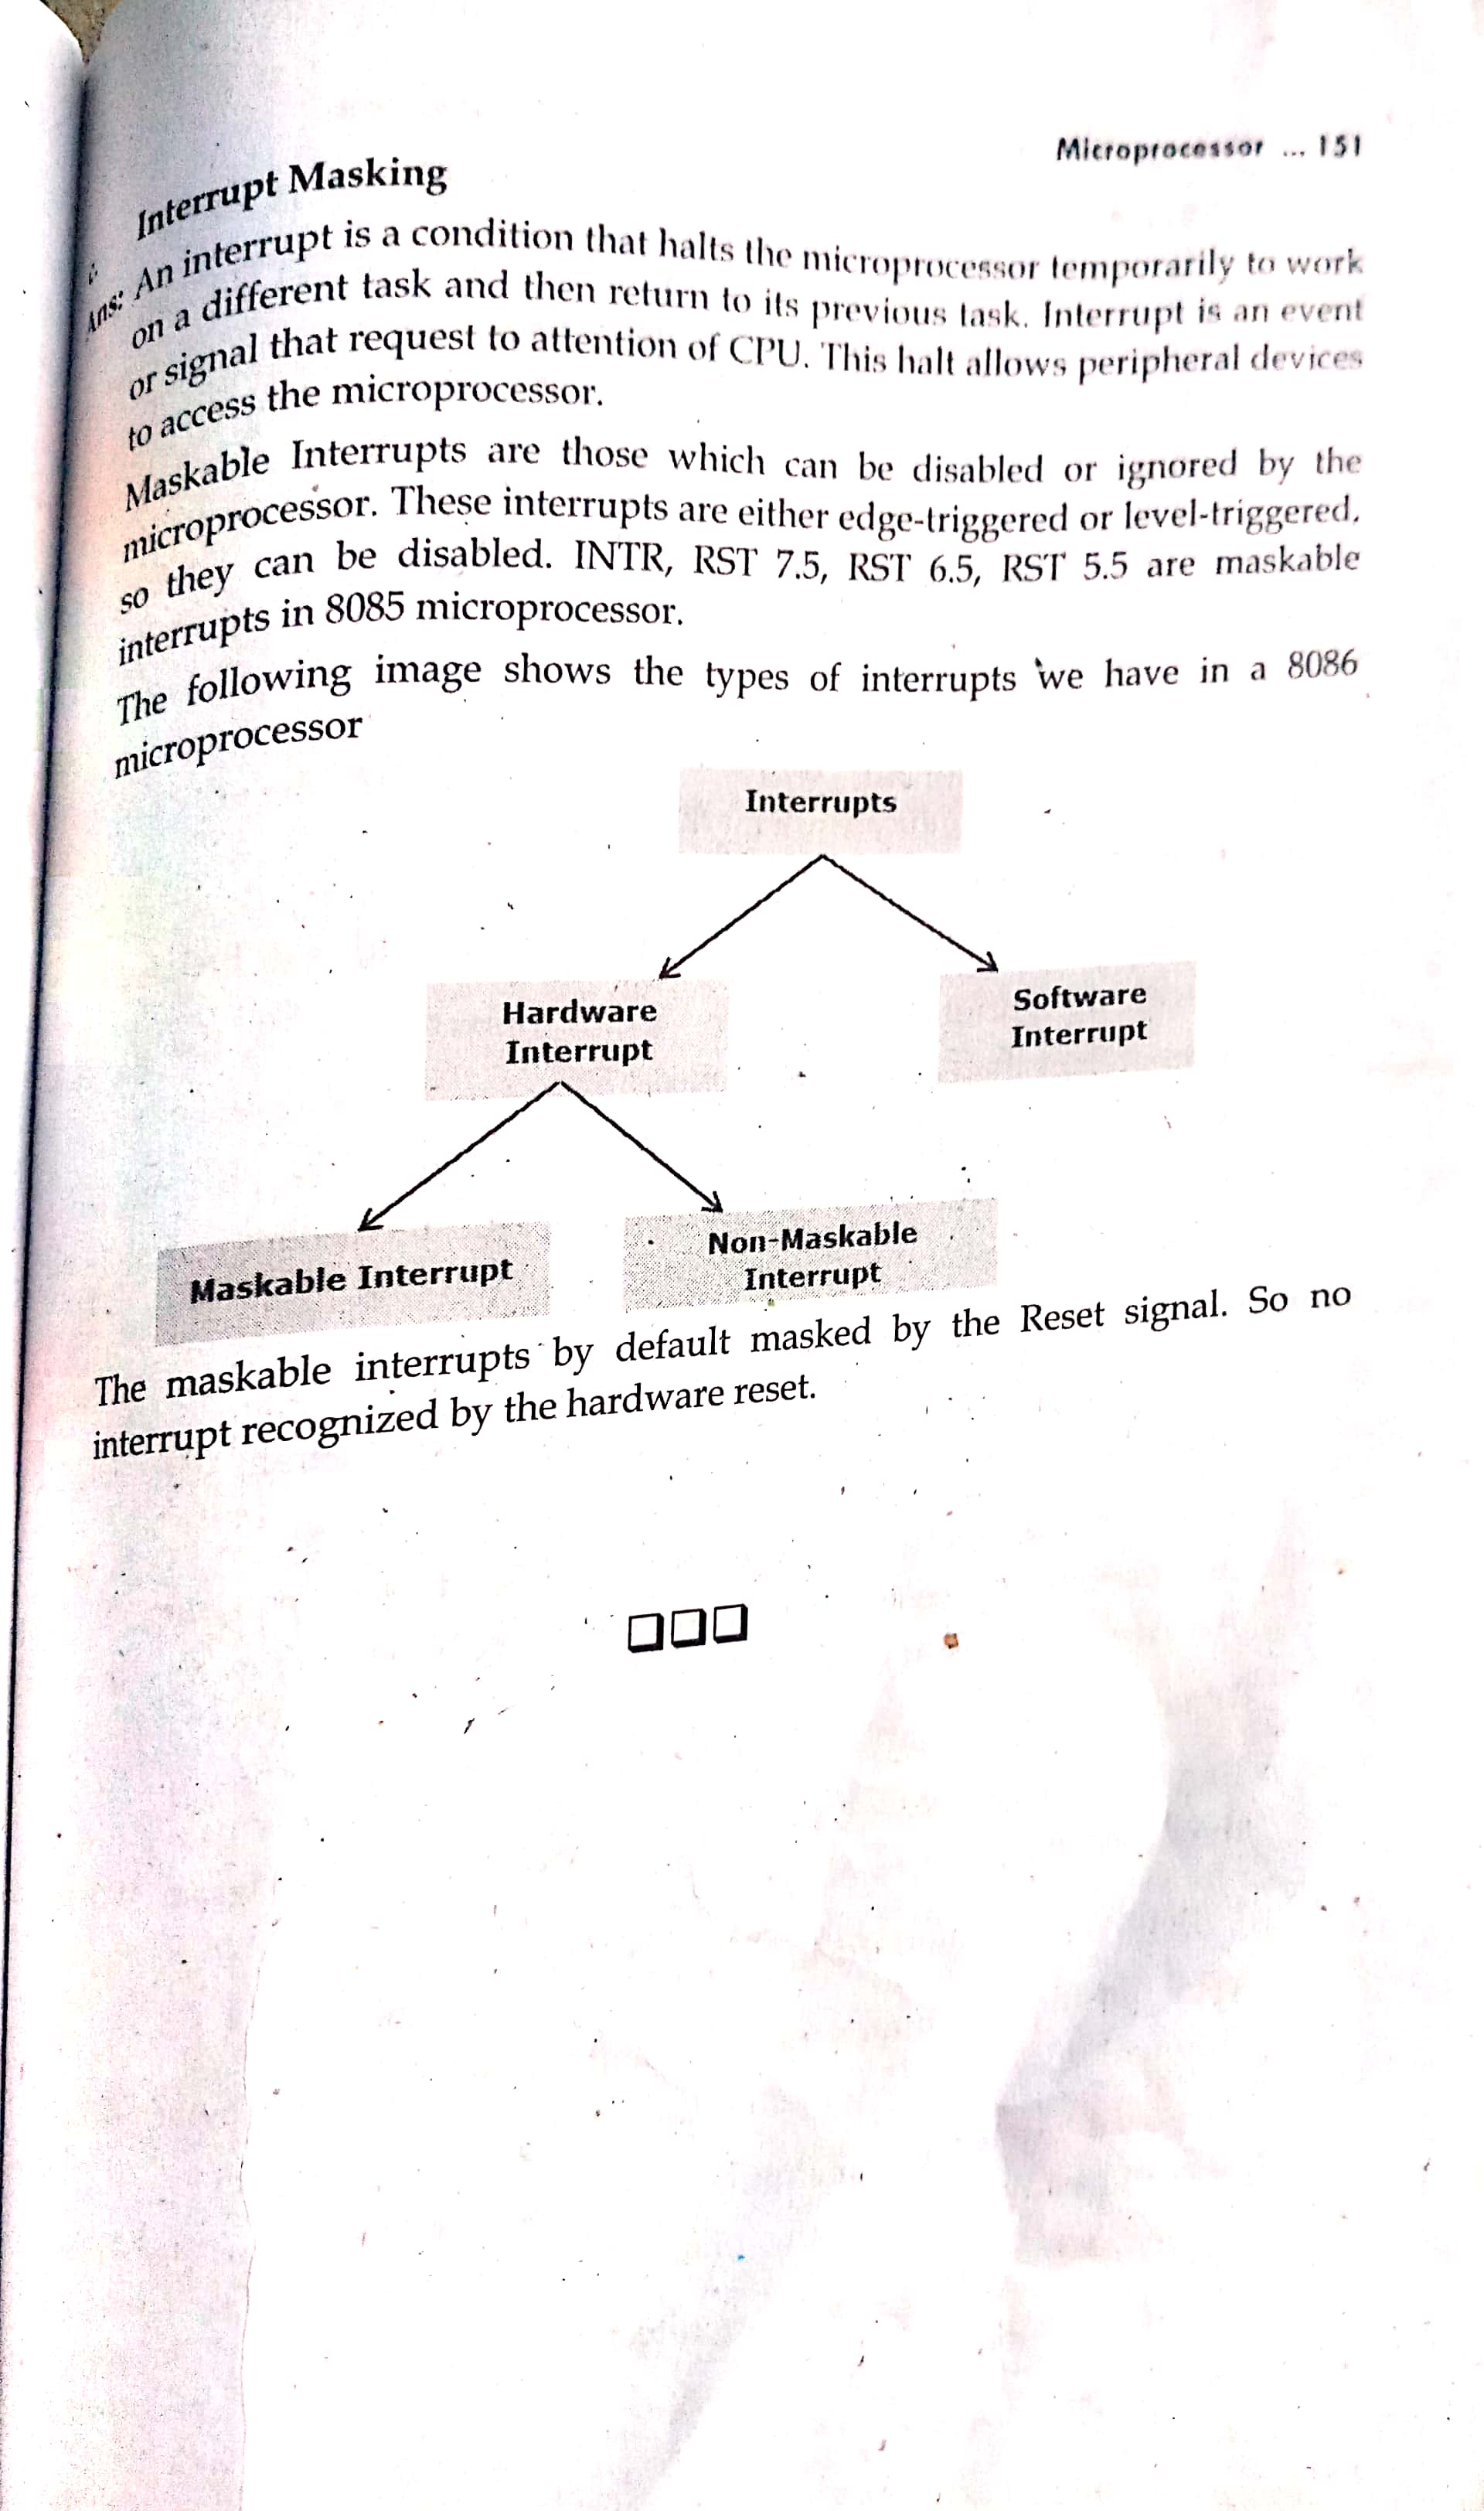 Microprocessor ... 151
Interrupt Masking
Ans: An interrupt is a condition that halts the microprocessor temporarily to work
on a different task and then return to its previous task. Interrupt is an event
or signal that request to attention of CPU. This halt allows peripheral devices
to access the microprocessor.
Maskable Interrupts are those which can be disabled or ignored by the
microprocessor. These interrupts are either edge-triggered or level-triggered,
so they can be disabled. INTR, RST 7.5, RST 6.5, RST 5.5 are maskable
interrupts in 8085 microprocessor.
The following image shows the types of interrupts we have in a 8086
microprocessor
Interrupts
Hardware
Interrupt
Software
Interrupt
Maskable Interrupt
Non-Maskable
Interrupt
The maskable interrupts by default masked by the Reset signal. So no
interrupt recognized by the hardware reset.